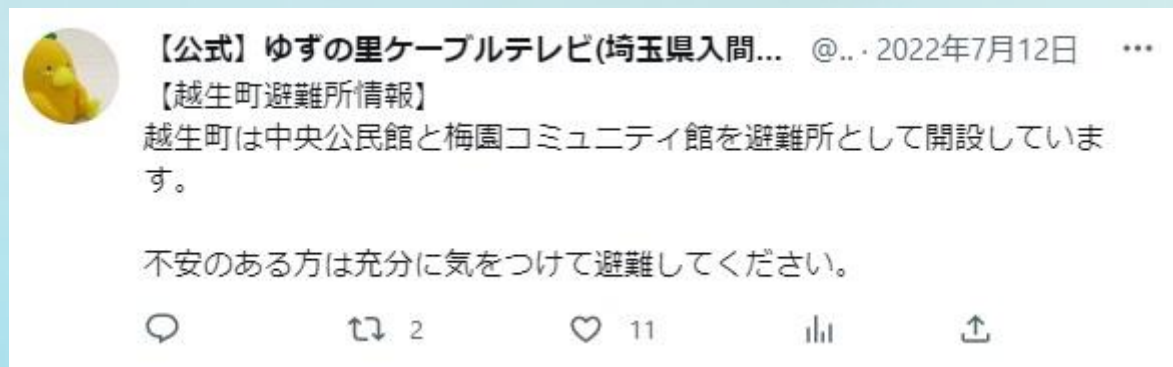 【公式】ゆずの里ケーブルテレビ(埼玉県入間... @.. · 2022年7月12日 ···
【越生町避難所情報】
越生町は中央公民館と梅園コミュニティ館を避難所として開設していま
す。
不安のある方は充分に気をつけて避難してください。
2 11